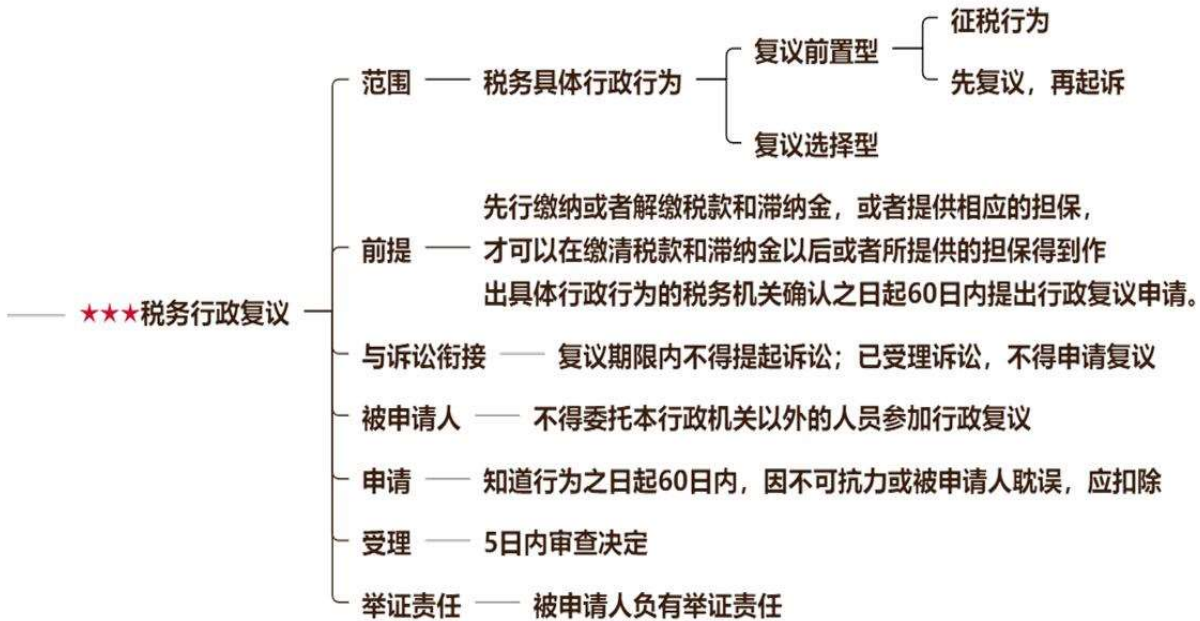 征税行为
复议前置型
范围
税务具体行政行为
先复议，再起诉
复议选择型
先行缴纳或者解缴税款和滞纳金，或者提供相应的担保，
前提
才可以在缴清税款和滞纳金以后或者所提供的担保得到作
出具体行政行为的税务机关确认之日起60日内提出行政复议申请。
★★★税务行政复议
与诉讼衔接
复议期限内不得提起诉讼；已受理诉讼，不得申请复议
被申请人
不得委托本行政机关以外的人员参加行政复议
申请
知道行为之日起60日内，因不可抗力或被申请人耽误，应扣除
受理
5日内审查决定
举证责任
被申请人负有举证责任